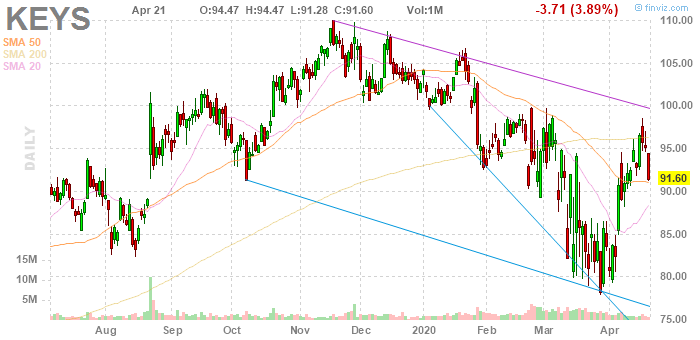 KEYS Apr 21 O:94.47 H:94.47 L:91.28 C:91.60 Vol:1M -3.71 (3.89%)
© finviz.com
SMA 50
SMA 200
SMA 20
DAILY
110.00
105.00
100.00
95.00
91.60
90.00
85.00
80.00
75.00
15M
10M
5M
Aug Sep Oct Nov Dec 2020 Feb Mar Apr